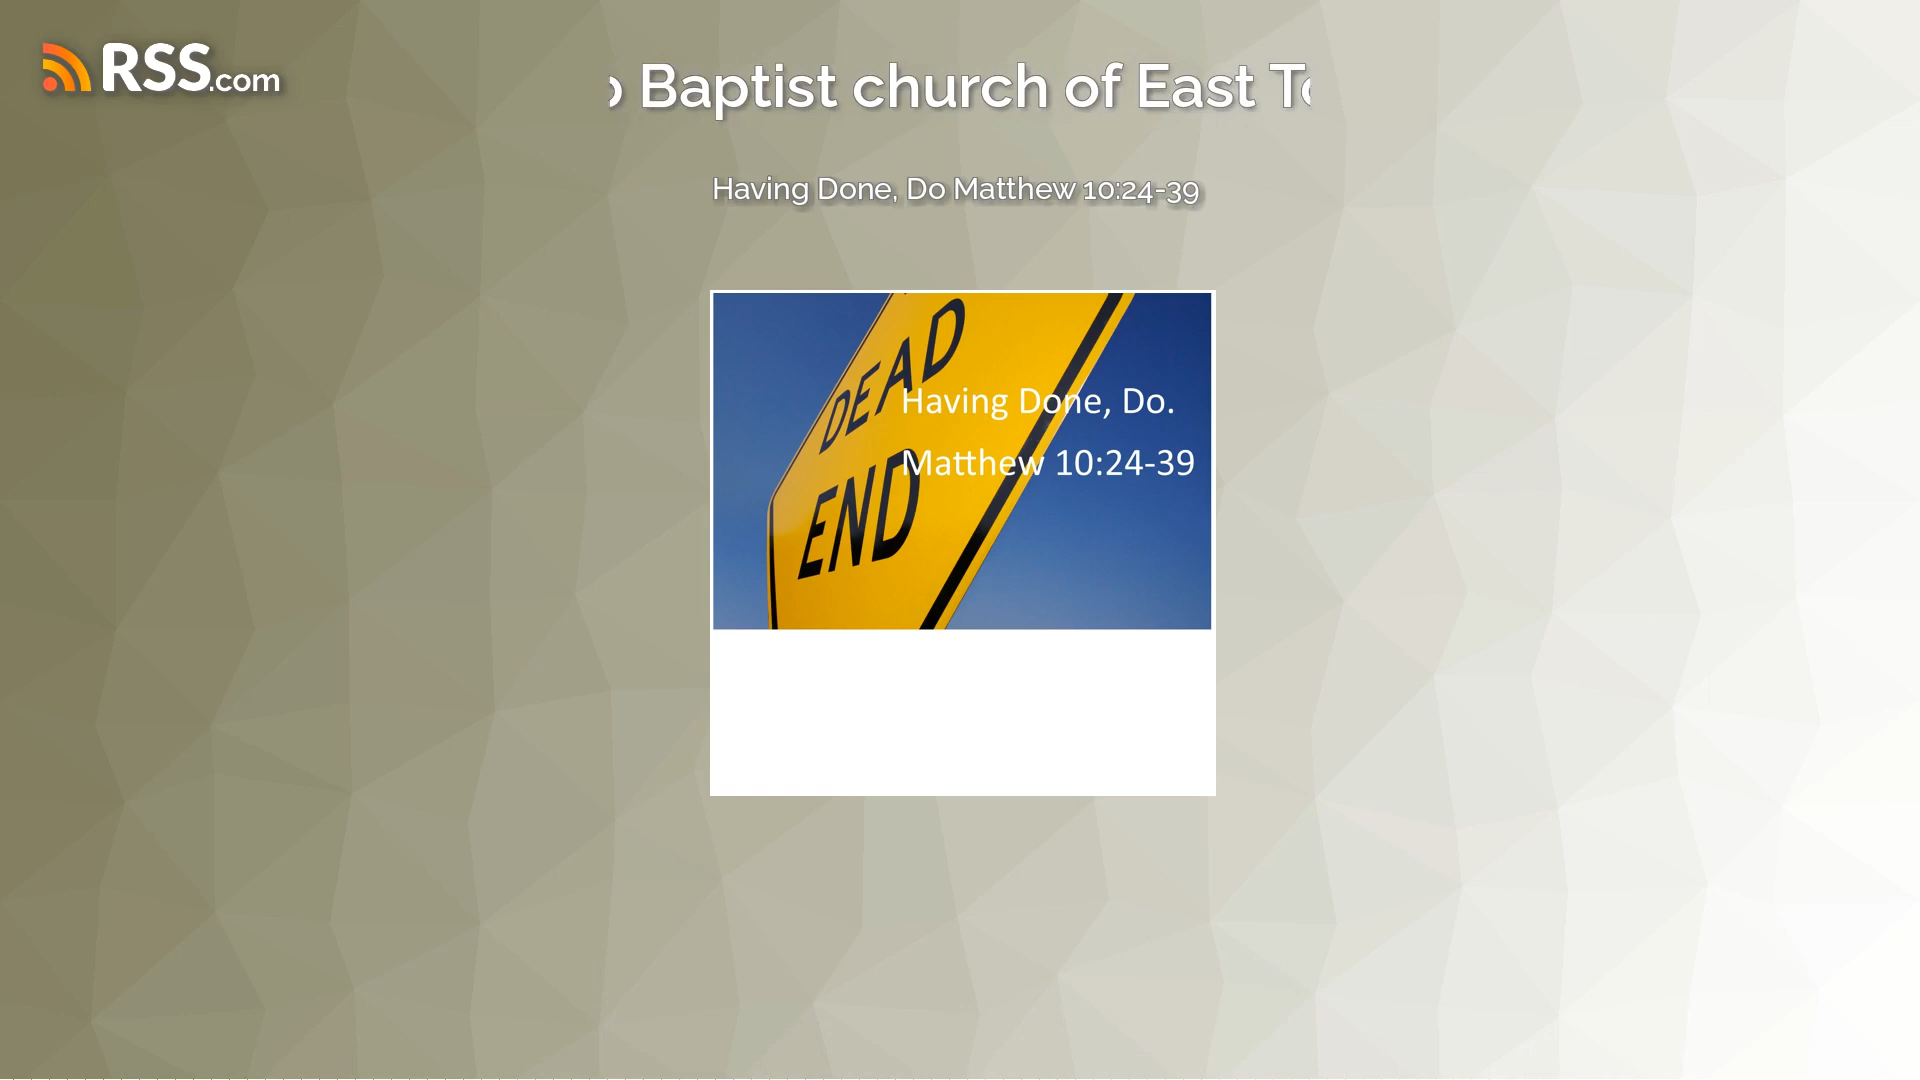 RSS.com
Baptist church of East
Having Done, Do Matthew 10:24-39
DEAD
END
Having Done, Do.
Matthew 10:24-39